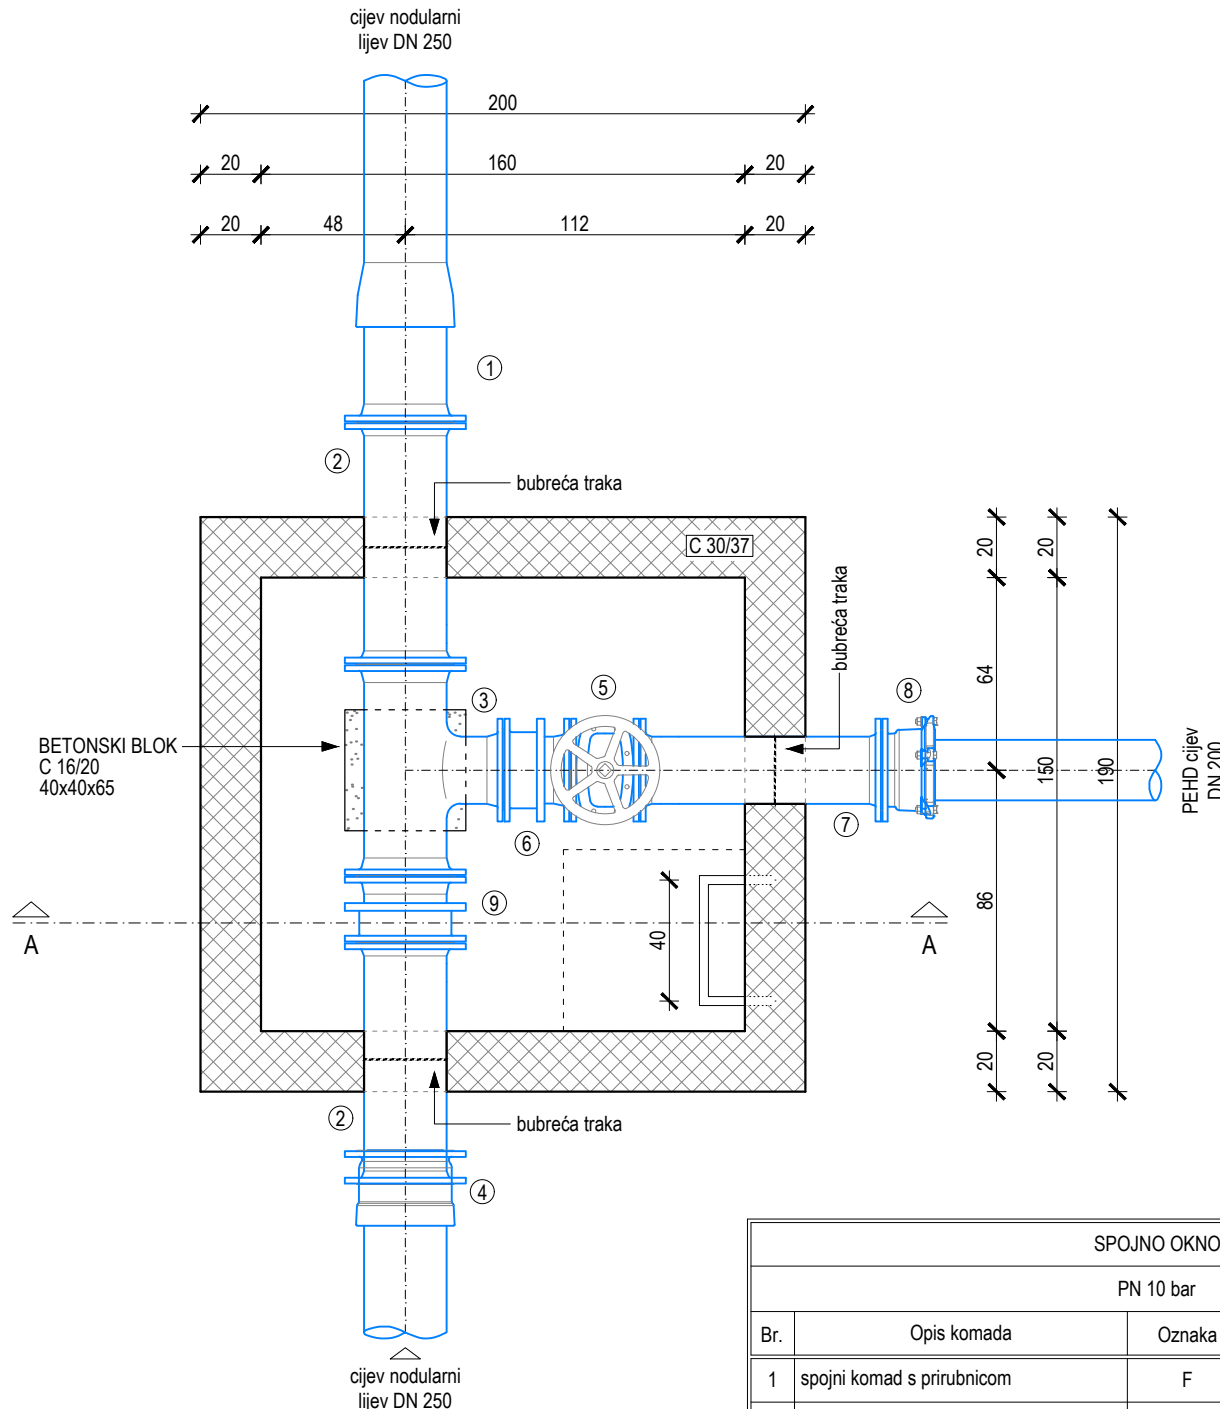 cijev nodularni
lijev DN 250
200
20
160
20
20
48
112
20
1
2
bubreća traka
C 30/37
bubreća traka
20
20
64
3
5
8
BETONSKI BLOK
C 16/20
40x40x65
150
190
PEHD cijev
DN 200
6
7
9
86
40
A
A
20
20
2
bubreća traka
4
cijev nodularni
lijev DN 250
SPOJNO OKNO
PN 10 bar
Br.
Opis komada
Oznaka
1
spojni komad s prirubnicom
F